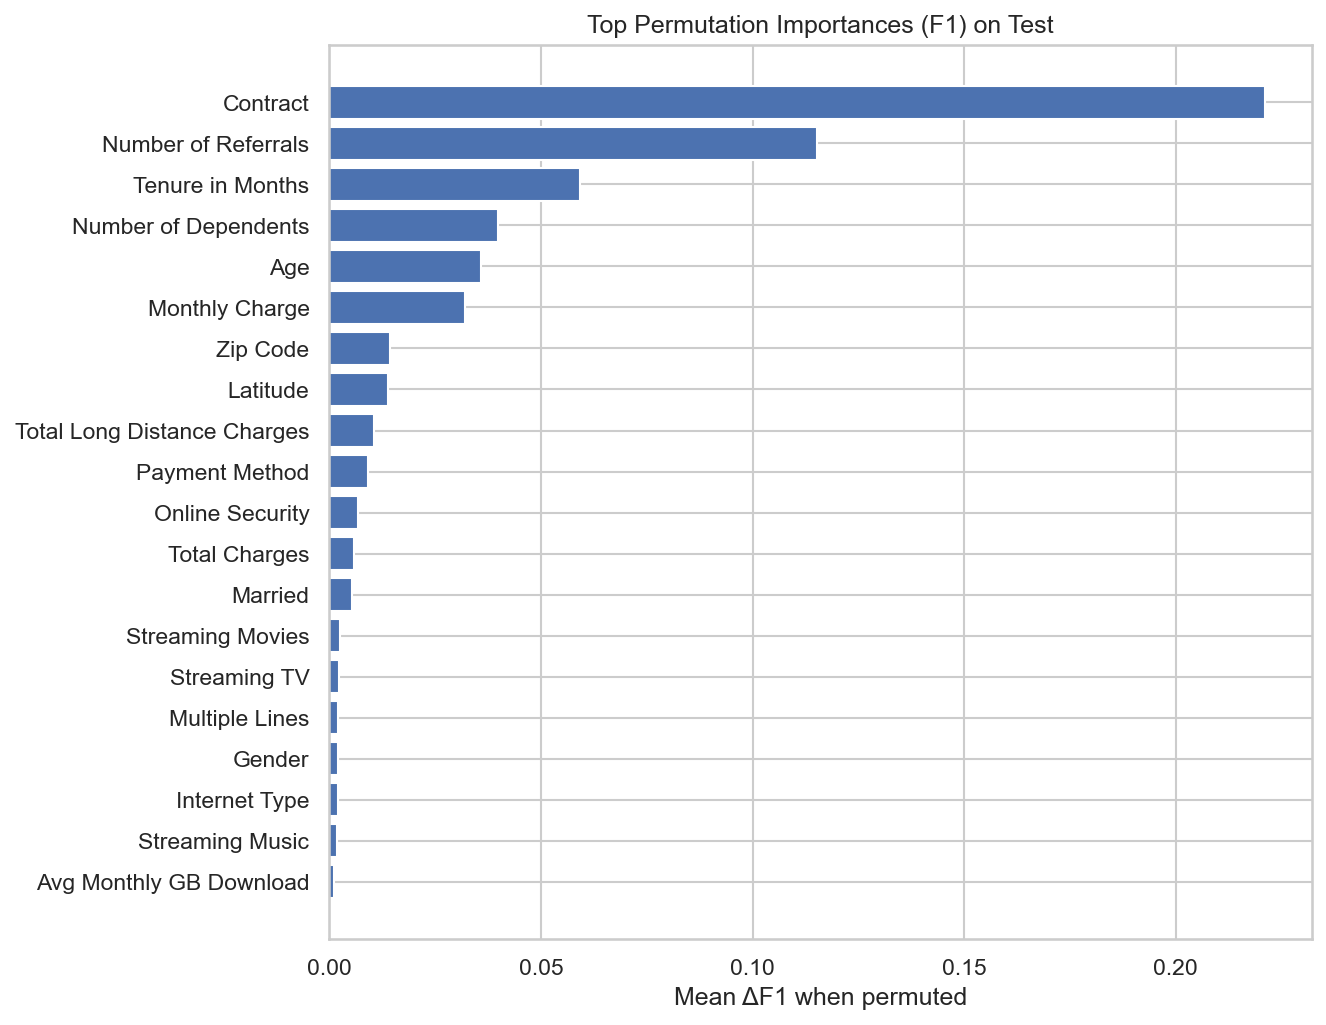 Top Permutation Importances (F1) on Test
Contract
Number of Referrals
Tenure in Months
Number of Dependents
Age
Monthly Charge
Zip Code
Latitude
Total Long Distance Charges
Payment Method
Online Security
Total Charges
Married
Streaming Movies
Streaming TV
Multiple Lines
Gender
Internet Type
Streaming Music
Avg Monthly GB Download
0.00 0.05 0.10 0.15 0.20
Mean ΔF1 when permuted